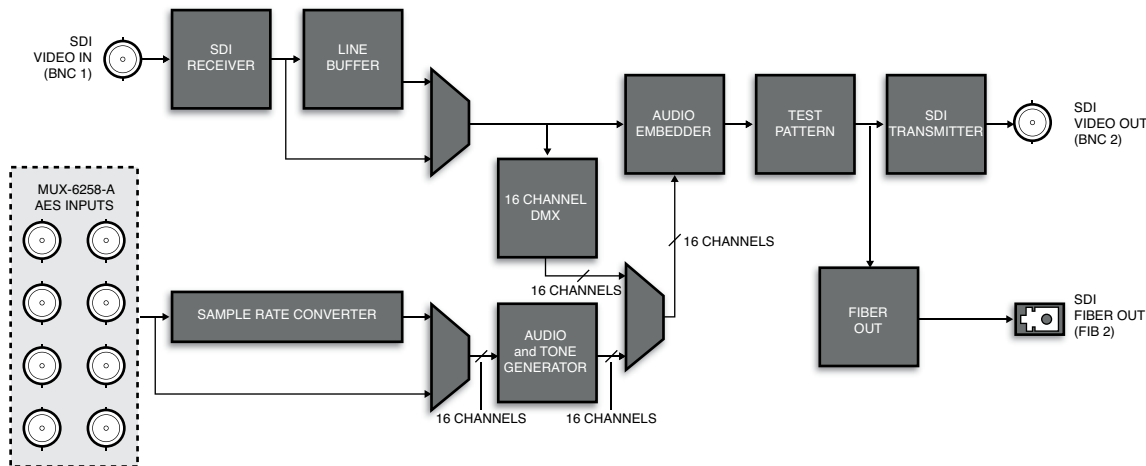 SDI
VIDEO IN
(BNC 1)
SDI
RECEIVER
LINE
BUFFER
AUDIO
EMBEDDER
TEST
PATTERN
SDI
TRANSMITTER
SDI
VIDEO OUT
(BNC 2)
MUX-6258-A
AES INPUTS
16 CHANNEL
DMX
16 CHANNELS
16 CHANNELS
SAMPLE RATE CONVERTER
AUDIO
and TONE
GENERATOR
16 CHANNELS
16 CHANNELS
FIBER
OUT
SDI
FIBER OUT
(FIB 2)